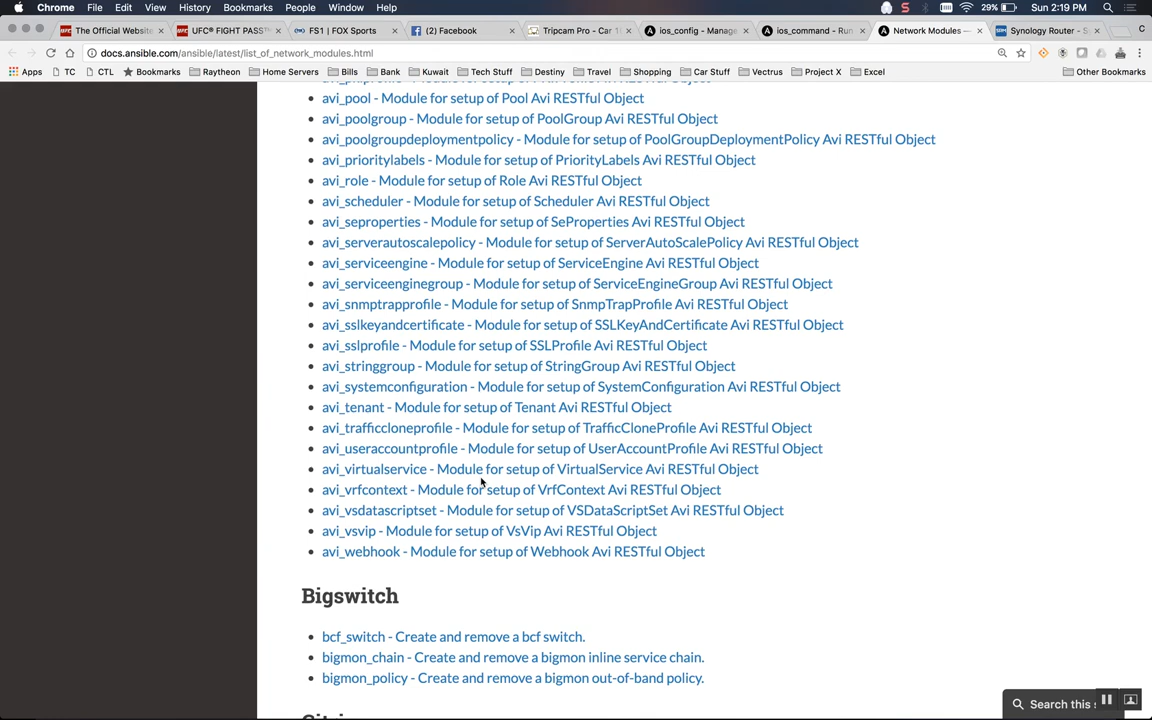 Chrome File Edit View History Bookmarks People Window Help 29% Sun 2:19 PM
The Official Website UFC® FIGHT PASS™ FS1 | FOX Sports (2) Facebook Tripcam Pro - Car ios_config - Manage ios_command - Run Network Modules — Synology Router - S
docs.ansible.com/ansible/latest/list_of_network_modules.html
Apps TC CTL Bookmarks Raytheon Home Servers Bills Bank Kuwait Tech Stuff Destiny Travel Shopping Car Stuff Vectrus Project X Excel Other Bookmarks
avi_pool - Module for setup of Pool Avi RESTful Object
avi_poolgroup - Module for setup of PoolGroup Avi RESTful Object
avi_poolgroupdeploymentpolicy - Module for setup of PoolGroupDeploymentPolicy Avi RESTful Object
avi_prioritylabels - Module for setup of PriorityLabels Avi RESTful Object
avi_role - Module for setup of Role Avi RESTful Object
avi_scheduler - Module for setup of Scheduler Avi RESTful Object
avi_seproperties - Module for setup of SeProperties Avi RESTful Object
avi_serverautoscalepolicy - Module for setup of ServerAutoScalePolicy Avi RESTful Object
avi_serviceengine - Module for setup of ServiceEngine Avi RESTful Object
avi_serviceenginegroup - Module for setup of ServiceEngineGroup Avi RESTful Object
avi_snmptrapprofile - Module for setup of SnmpTrapProfile Avi RESTful Object
avi_sslkeyandcertificate - Module for setup of SSLKeyAndCertificate Avi RESTful Object
avi_sslprofile - Module for setup of SSLProfile Avi RESTful Object
avi_stringgroup - Module for setup of StringGroup Avi RESTful Object
avi_systemconfiguration - Module for setup of SystemConfiguration Avi RESTful Object
avi_tenant - Module for setup of Tenant Avi RESTful Object
avi_trafficcloneprofile - Module for setup of TrafficCloneProfile Avi RESTful Object
avi_useraccountprofile - Module for setup of UserAccountProfile Avi RESTful Object
avi_virtualservice - Module for setup of VirtualService Avi RESTful Object
avi_vrfcontext - Module for setup of VrfContext Avi RESTful Object
avi_vsdatascriptset - Module for setup of VSDataScriptSet Avi RESTful Object
avi_vsvip - Module for setup of VsVip Avi RESTful Object
avi_webhook - Module for setup of Webhook Avi RESTful Object
Bigswitch
bcf_switch - Create and remove a bcf switch.
bigmon_chain - Create and remove a bigmon inline service chain.
bigmon_policy - Create and remove a bigmon out-of-band policy.
Search this